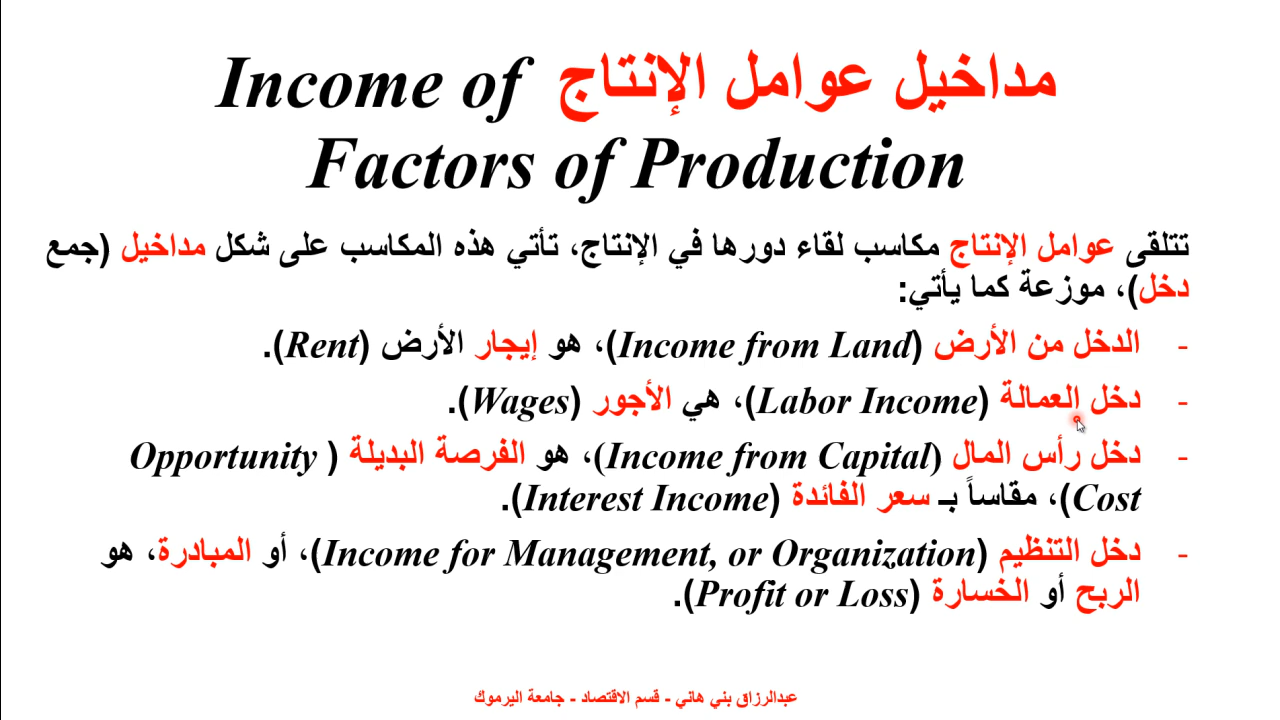 مداخيل عوامل الإنتاج Income of
Factors of Production
تتلقى عوامل الإنتاج مكاسب لقاء دورها في الإنتاج، تأتي هذه المكاسب على شكل مداخيل (جمع
دخل)، موزعة كما يأتي:
- الدخل من الأرض (Income from Land)، هو إيجار الأرض (Rent).
- دخل العمالة (Labor Income)، هي الأجور (Wages).
- دخل رأس المال (Income from Capital)، هو الفرصة البديلة (Opportunity
Cost)، مقاساً بـ سعر الفائدة (Interest Income).
- دخل التنظيم (Income for Management, or Organization)، أو المبادرة، هو
الربح أو الخسارة (Profit or Loss).
عبدالرزاق بني هاني - قسم الاقتصاد - جامعة اليرموك